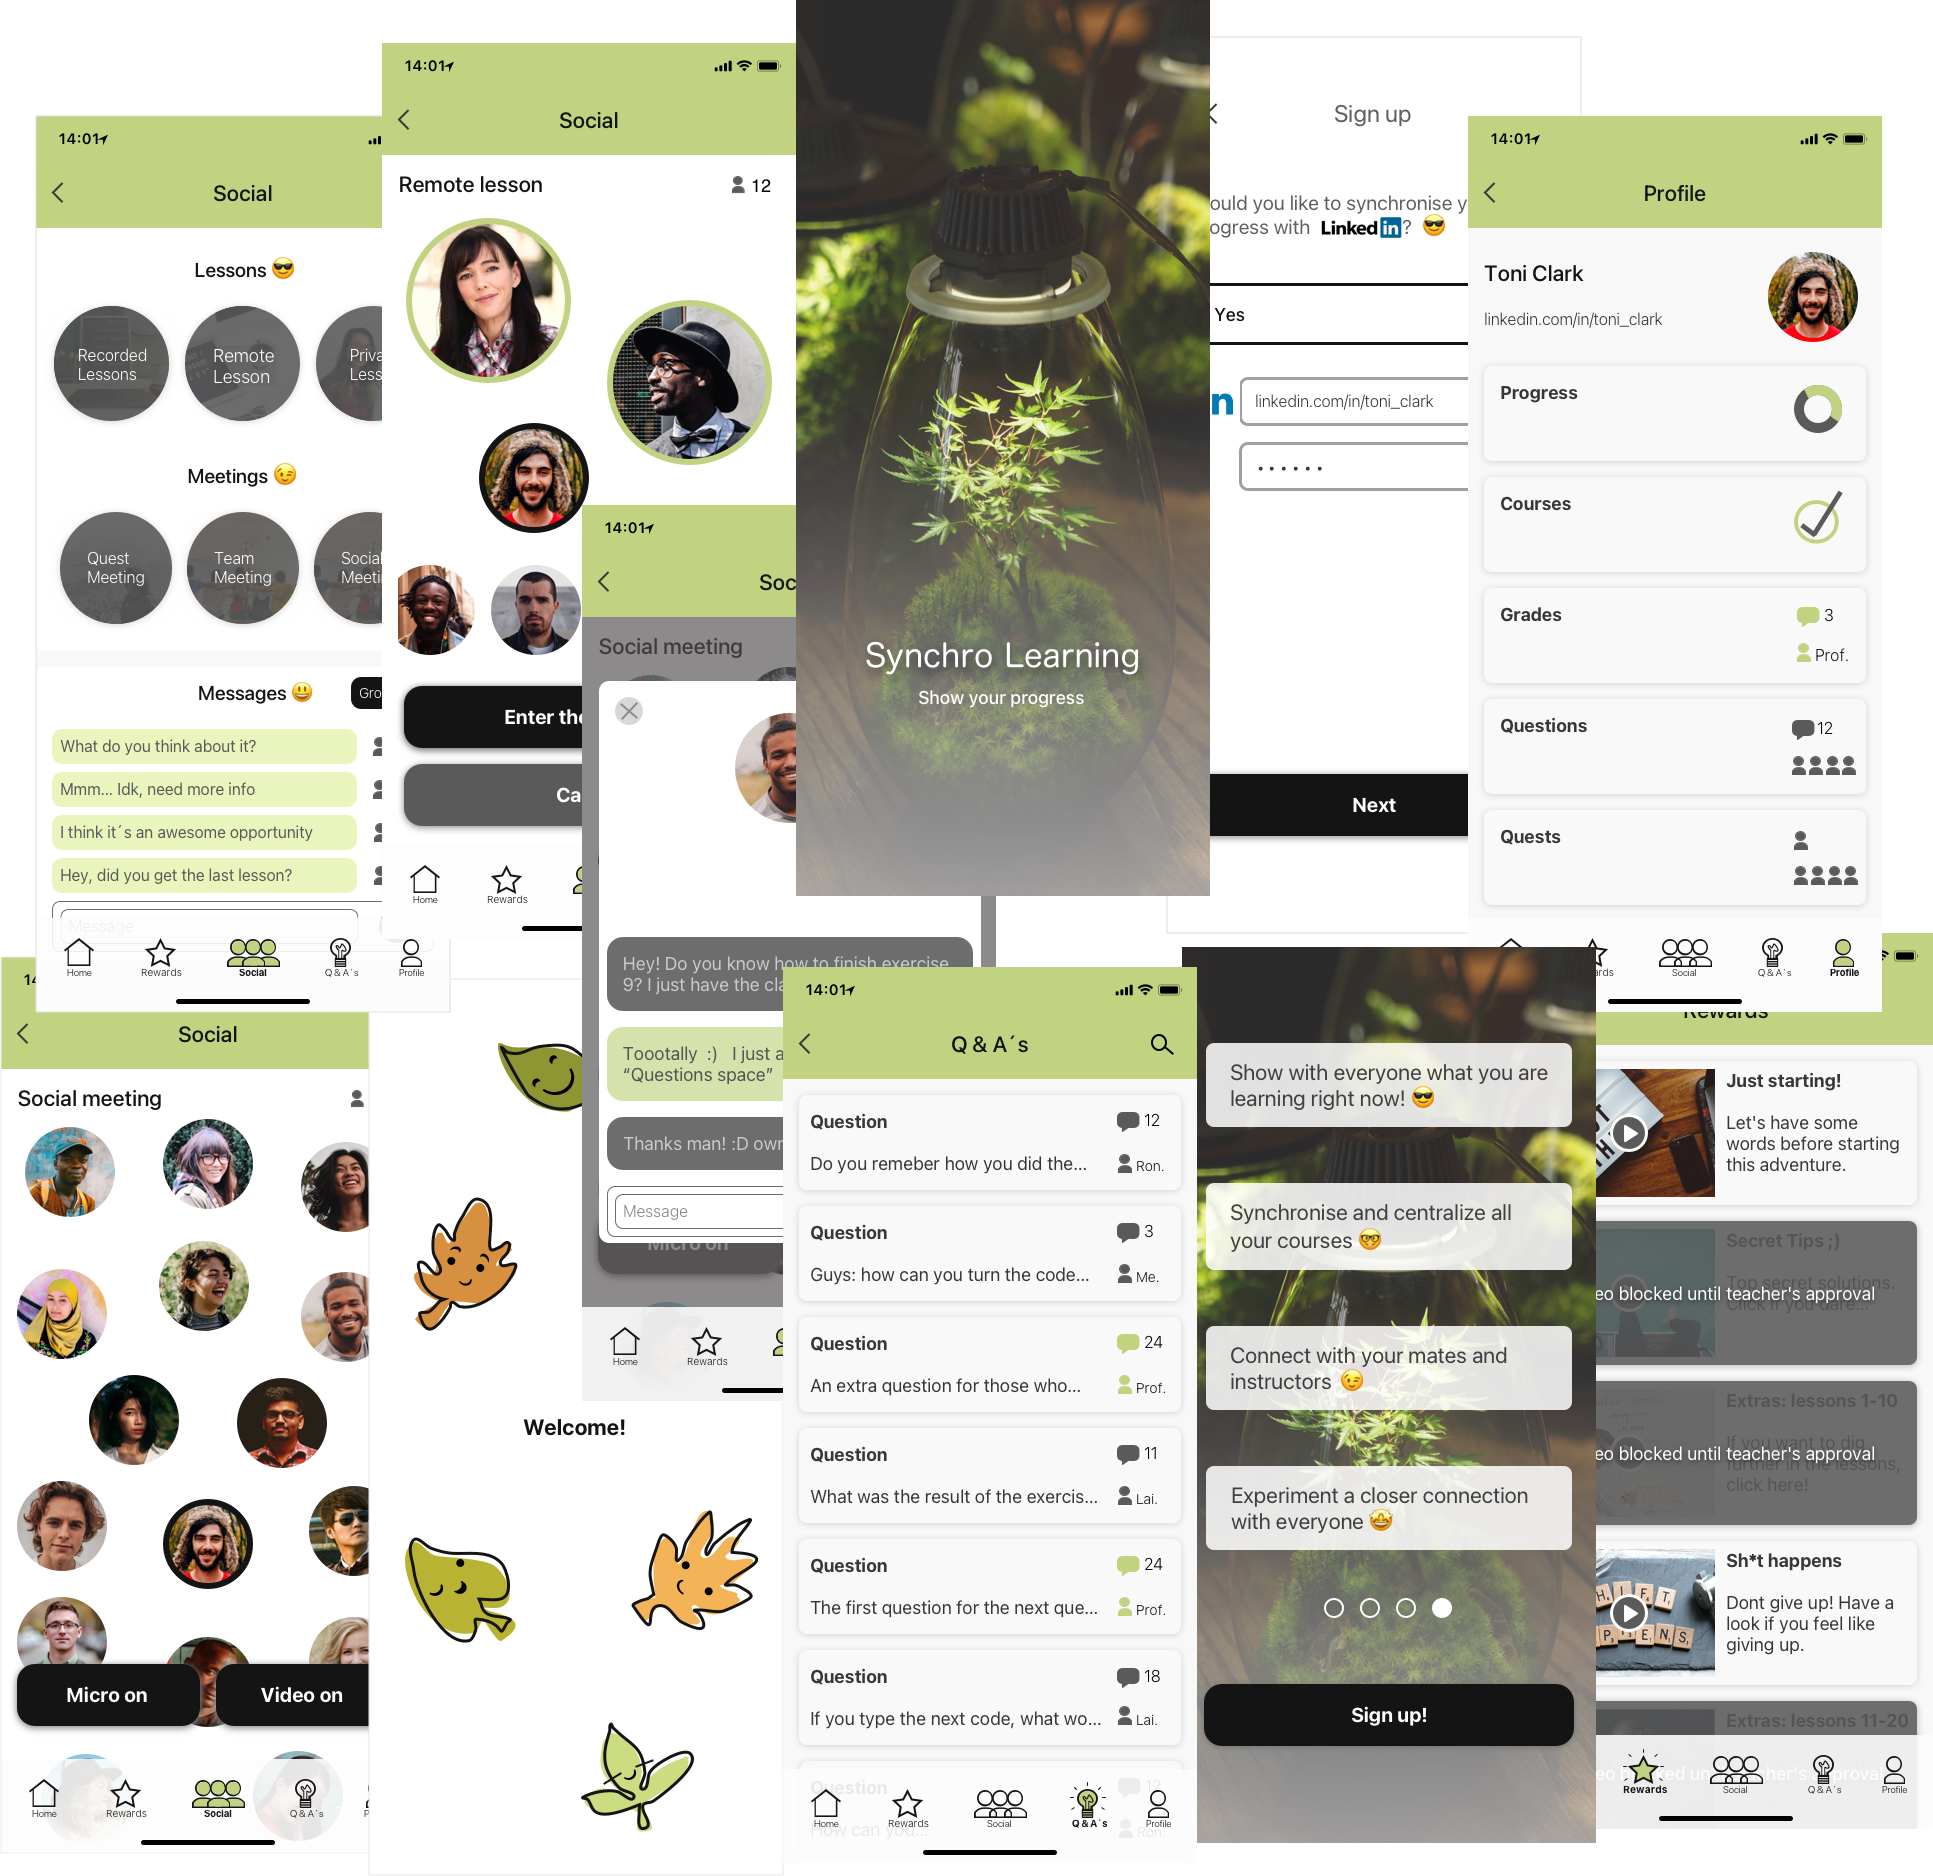 14:01
Social
Lessons 😎
Recorded
Lessons
Remote
Lesson
Priva
Less
Meetings 😉
Quest
Meeting
Team
Meeting
Social
Meeti
Messages 😃
Gro
What do you think about it?
Mmm... Idk, need more info
I think it´s an awesome opportunity
Hey, did you get the last lesson?
Message
Home
Rewards
Social
Q & A´s
Profile
14:01
Social
Remote lesson
12
Enter the
Ca
Home
Rewards
14:01
Soc
Social meeting
Hey! Do you know how to finish exercise
9? I just have the cla
Toootally :) I just a
“Questions space”
Thanks man! :D owr
Message
Micro on
Home
Rewards
Synchro Learning
Show your progress
Sign up
ould you like to synchronise y
ogress with Linked in? 😎
Yes
n
linkedin.com/in/toni_clark
Next
14:01
Profile
Toni Clark
linkedin.com/in/toni_clark
Progress
Courses
Grades
3
Prof.
Questions
12
Quests
ards
Social
Q & A´s
Profile
14
Social
Social meeting
Micro on
Video on
Home
Rewards
Social
Q & A´s
P
Welcome!
14:01
Q & A´s
Question
12
Do you remeber how you did the...
Ron.
Question
3
Guys: how can you turn the code...
Me.
Question
24
An extra question for those who...
Prof.
Question
11
What was the result of the exercis...
Lai.
Question
24
The first question for the next que...
Prof.
Question
18
If you type the next code, what wo...
Lai.
Question
12
How can you...
Ron.
Home
Rewards
Social
Q & A´s
Profile
Show with everyone what you are
learning right now! 😎
Synchronise and centralize all
your courses 🤓
Connect with your mates and
instructors 😉
Experiment a closer connection
with everyone 🤩
Sign up!
Rewards
Just starting!
Let's have some
words before starting
this adventure.
Secret Tips ;)
Top secret solutions.
Click if you dare...
eo blocked until teacher's approval
Extras: lessons 1-10
If you want to dig
further in the lessons,
click here!
eo blocked until teacher's approval
Sh*t happens
Dont give up! Have a
look if you feel like
giving up.
HIFT
PPENS
Extras: lessons 11-20
eo blocked until teacher's approval
Rewards
Social
Q & A´s
Profile